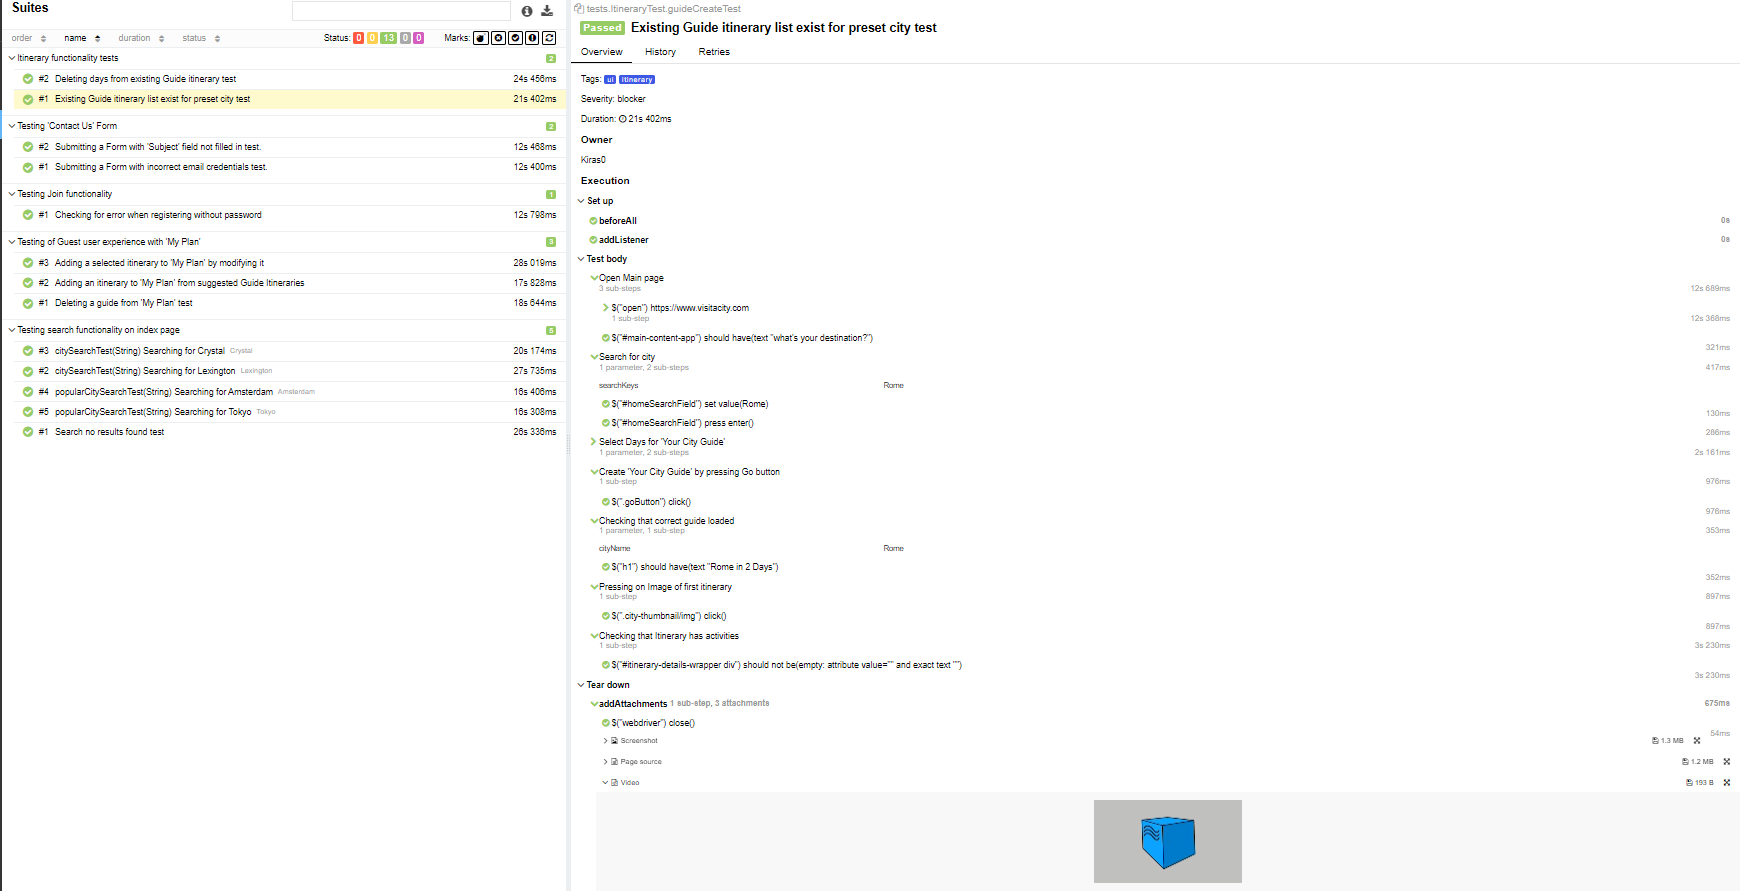 Suites
order name duration status Status: 0 0 13 0 0 Marks:
Itinerary functionality tests 2
#2 Deleting days from existing Guide itinerary test 24s 456ms
#1 Existing Guide itinerary list exist for preset city test 21s 402ms
Testing 'Contact Us' Form 2
#2 Submitting a Form with 'Subject' field not filled in test. 12s 468ms
#1 Submitting a Form with incorrect email credentials test. 12s 400ms
Testing Join functionality 1
#1 Checking for error when registering without password 12s 798ms
Testing of Guest user experience with 'My Plan' 3
#3 Adding a selected itinerary to 'My Plan' by modifying it 28s 019ms
#2 Adding an itinerary to 'My Plan' from suggested Guide Itineraries 17s 828ms
#1 Deleting a guide from 'My Plan' test 18s 644ms
Testing search functionality on index page 5
#3 citySearchTest(String) Searching for Crystal Crystal 20s 174ms
#2 citySearchTest(String) Searching for Lexington Lexington 27s 735ms
#4 popularCitySearchTest(String) Searching for Amsterdam Amsterdam 16s 406ms
#5 popularCitySearchTest(String) Searching for Tokyo Tokyo 16s 308ms
#1 Search no results found test 26s 336ms
tests.ItineraryTest.guideCreateTest
Passed Existing Guide itinerary list exist for preset city test
Overview History Retries
Tags: ui Itinerary
Severity: blocker
Duration: 21s 402ms
Owner
Kiras0
Execution
Set up
beforeAll 0s
addListener 0s
Test body
Open Main page
3 sub-steps 12s 689ms
$("open") https://www.visitacity.com
1 sub-step 12s 368ms
$("#main-content-app") should have(text "what's your destination?")
321ms
Search for city
1 parameter, 2 sub-steps 417ms
searchKeys Rome
$("#homeSearchField") set value(Rome)
130ms
$("#homeSearchField") press enter()
286ms
Select Days for 'Your City Guide'
1 parameter, 2 sub-steps 2s 161ms
Create 'Your City Guide' by pressing Go button
1 sub-step 976ms
$(".goButton") click()
976ms
Checking that correct guide loaded
1 parameter, 1 sub-step 353ms
cityName Rome
$("h1") should have(text "Rome in 2 Days")
352ms
Pressing on Image of first itinerary
1 sub-step 897ms
$(".city-thumbnail/img") click()
897ms
Checking that Itinerary has activities
1 sub-step 3s 230ms
$("#itinerary-details-wrapper div") should not be(empty: attribute value="" and exact text "")
3s 230ms
Tear down
addAttachments 1 sub-step, 3 attachments 675ms
$("webdriver") close()
54ms
Screenshot 1.3 MB
Page source 1.2 MB
Video 193 B